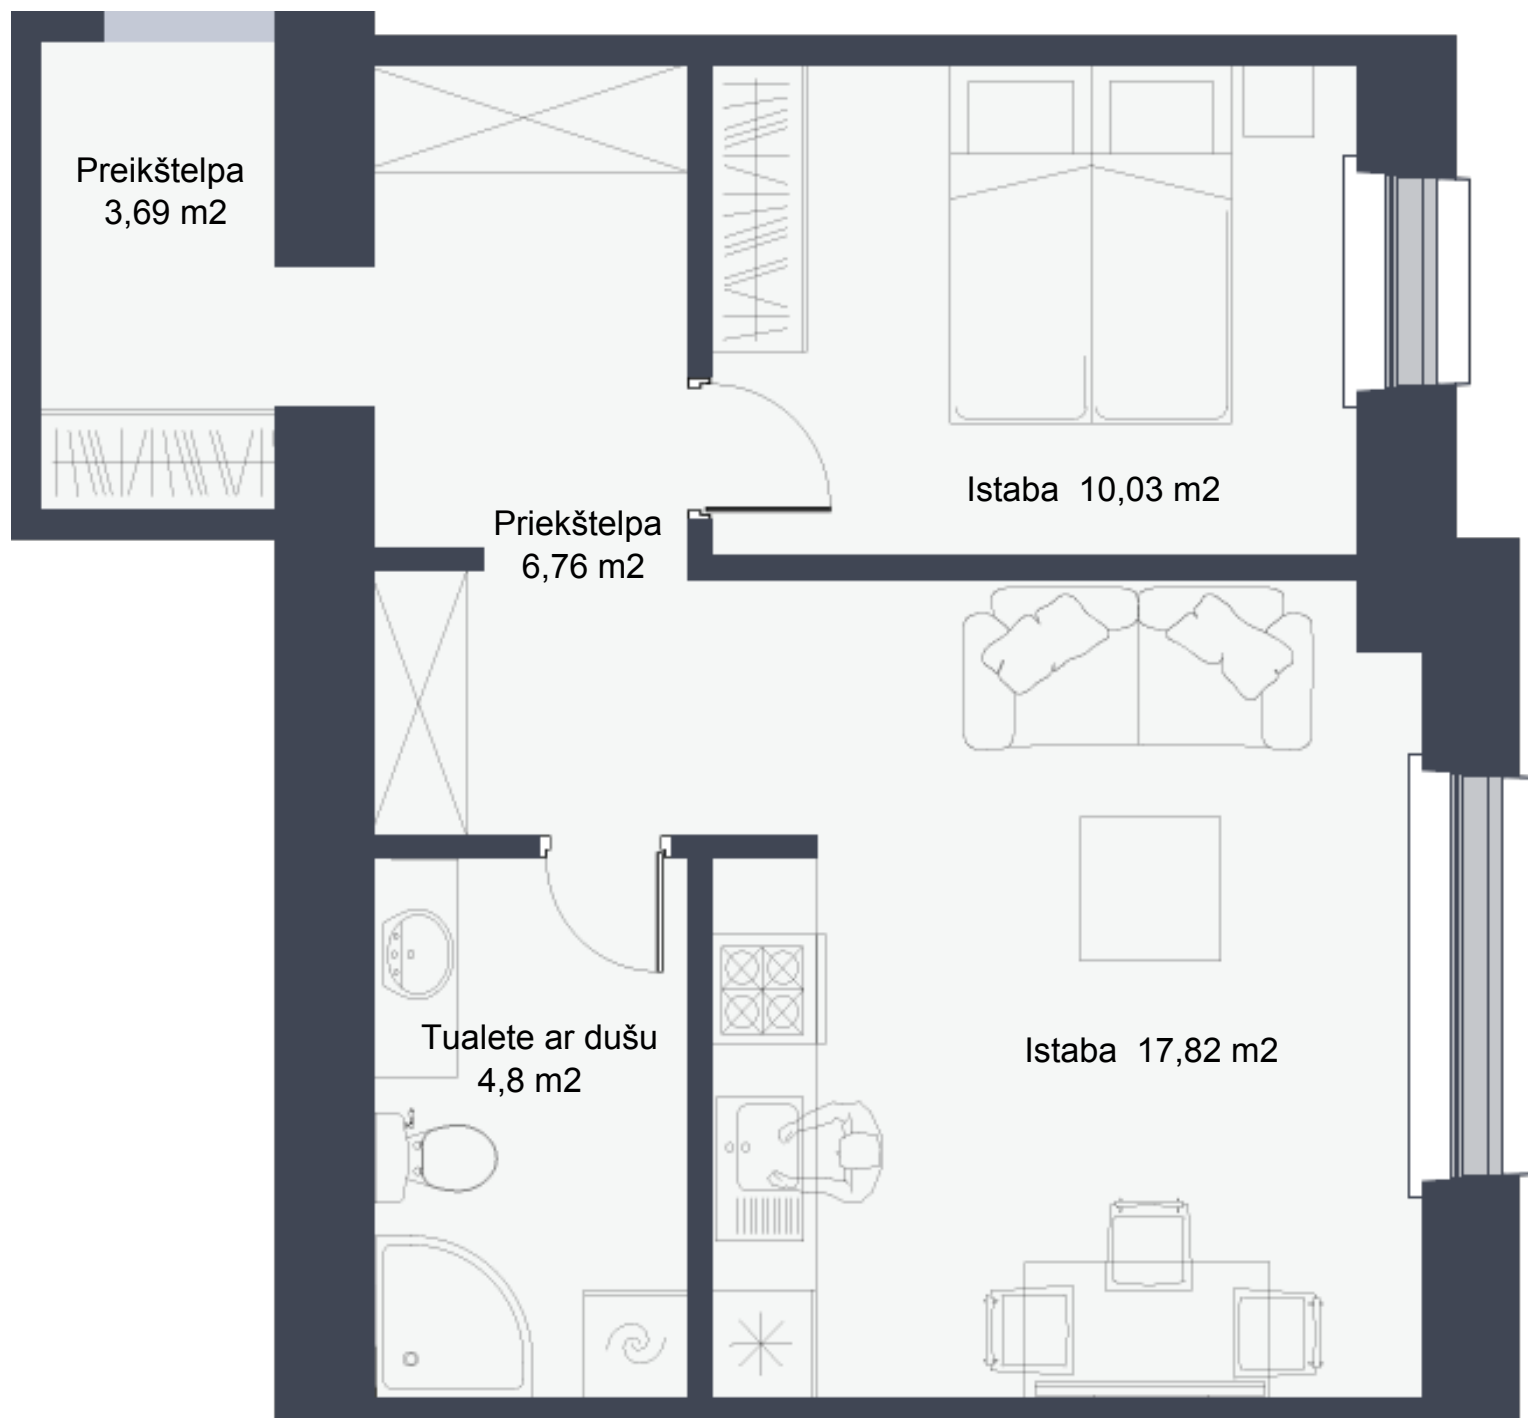 Preikštelpa
3,69 m2
Istaba 10,03 m2
Priekštelpa
6,76 m2
Tualete ar dušu
4,8 m2
Istaba 17,82 m2